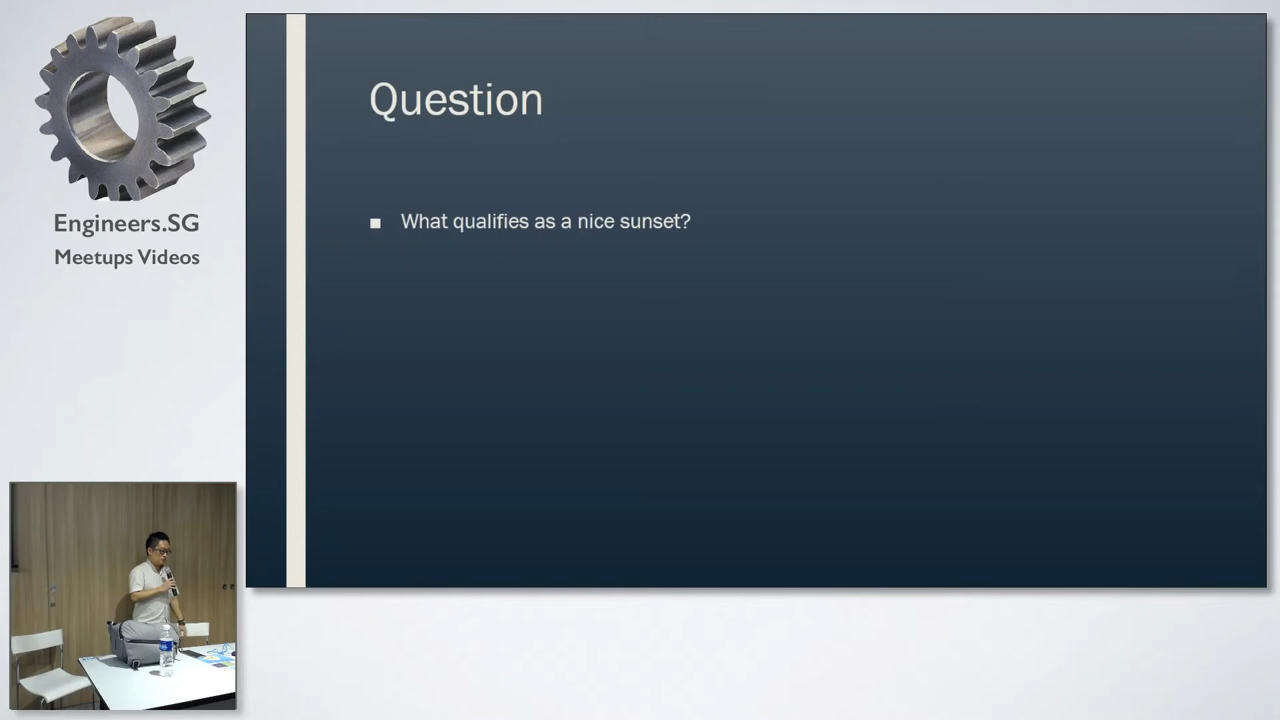 Engineers.SG
Meetups Videos
Question
What qualifies as a nice sunset?